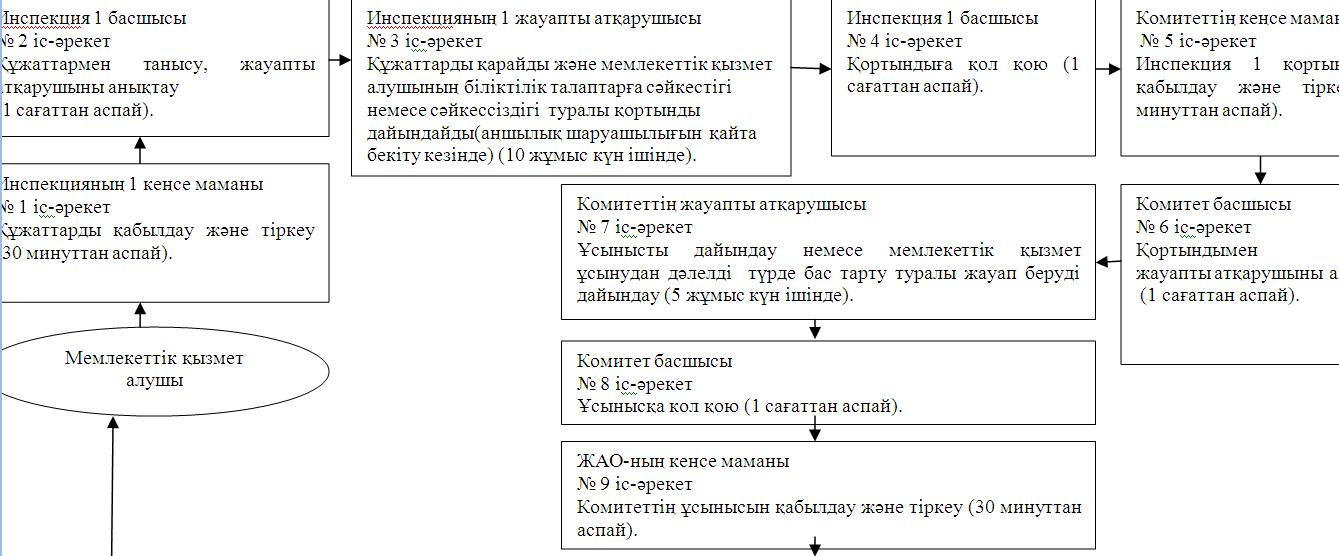 Инспекция 1 басшысы
№ 2 іс-әрекет
Құжаттармен танысу, жауапты
атқарушыны анықтау
1 сағаттан аспай).
Инспекцияның 1 жауапты атқарушысы
№ 3 іс-әрекет
Құжаттарды қарайды және мемлекеттік қызмет
алушының біліктілік талаптарға сәйкестігі
немесе сәйкессіздігі туралы қортынды
дайындайды(аншылық шаруашылығын қайта
бекіту кезінде) (10 жұмыс күн ішінде).
Инспекция 1 басшысы
№ 4 іс-әрекет
Қортындыға қол қою (1
сағаттан аспай).
Комитеттің кеңсе
№ 5 іс-әрекет
Инспекция 1
қабылдау және
минуттан аспай).
Инспекцияның 1 кеңсе маманы
№ 1 іс-әрекет
Құжаттарды қабылдау және тіркеу
30 минуттан аспай).
Комитет басшысы
№ 6 іс-әрекет
Қортындымен
жауапты атқарушыны
(1 сағаттан аспай).
Комитеттің жауапты атқарушысы
№ 7 іс-әрекет
Ұсынысты дайындау немесе мемлекеттік қызмет
ұсынудан дәлелді түрде бас тарту туралы жауап беруді
дайындау (5 жұмыс күн ішінде).
Мемлекеттік қызмет
алушы
Комитет басшысы
№ 8 іс-әрекет
Ұсынысқа кол қою (1 сағаттан аспай).
ЖАО-ның кеңсе маманы
№ 9 іс-әрекет
Комитеттің ұсынысын қабылдау және тіркеу (30 минуттан
аспай).